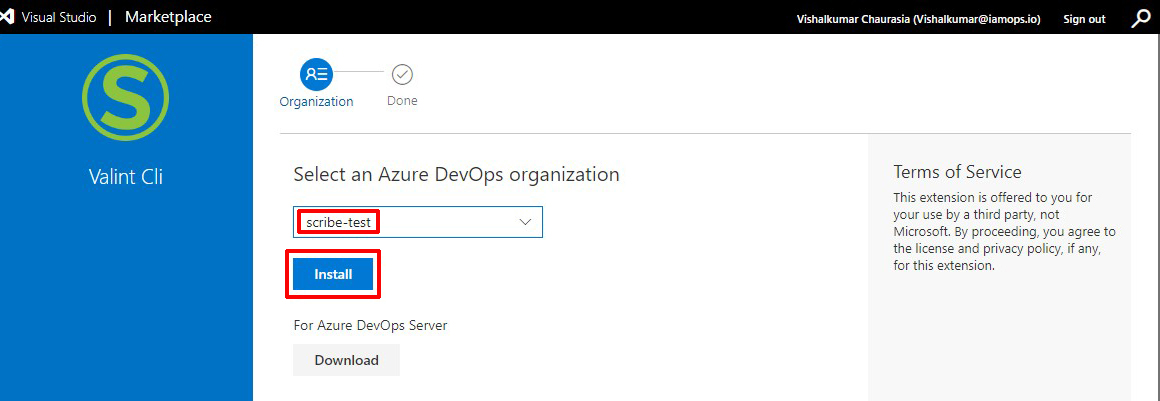 Visual Studio | Marketplace
Vishalkumar Chaurasia (Vishalkumar@iamops.io) Sign out
S
Valint Cli
Organization
Done
Select an Azure DevOps organization
scribe-test
Install
For Azure DevOps Server
Download
Terms of Service
This extension is offered to you for
your use by a third party, not
Microsoft. By proceeding, you agree to
the license and privacy policy, if any,
for this extension.